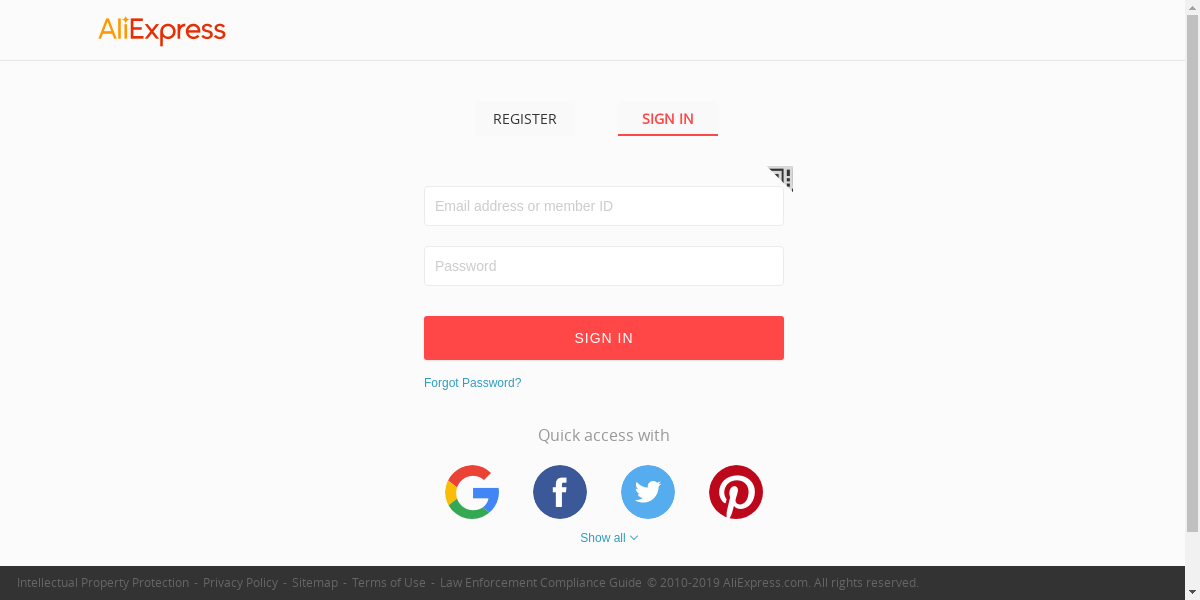 AliExpress
REGISTER
SIGN IN
Email address or member ID
Password
SIGN IN
Forgot Password?
Quick access with
Show all
Intellectual Property Protection - Privacy Policy - Sitemap - Terms of Use - Law Enforcement Compliance Guide © 2010-2019 AliExpress.com. All rights reserved.